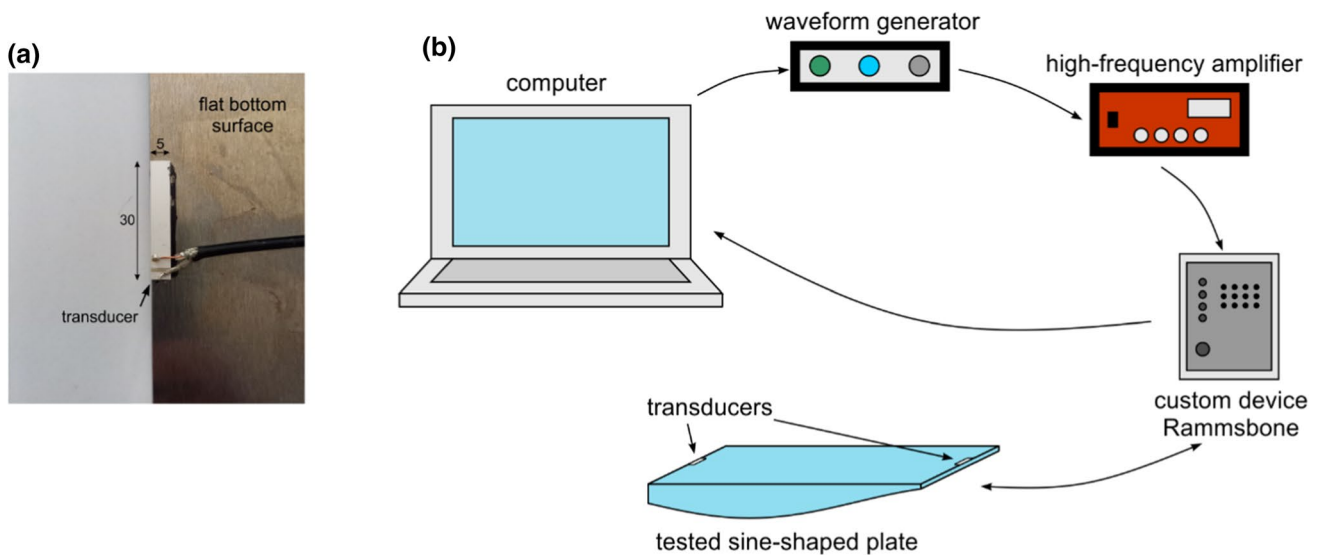 (a)
flat bottom
surface
5
30
transducer
(b)
waveform generator
computer
high-frequency amplifier
custom device
Rammsbone
transducers
tested sine-shaped plate